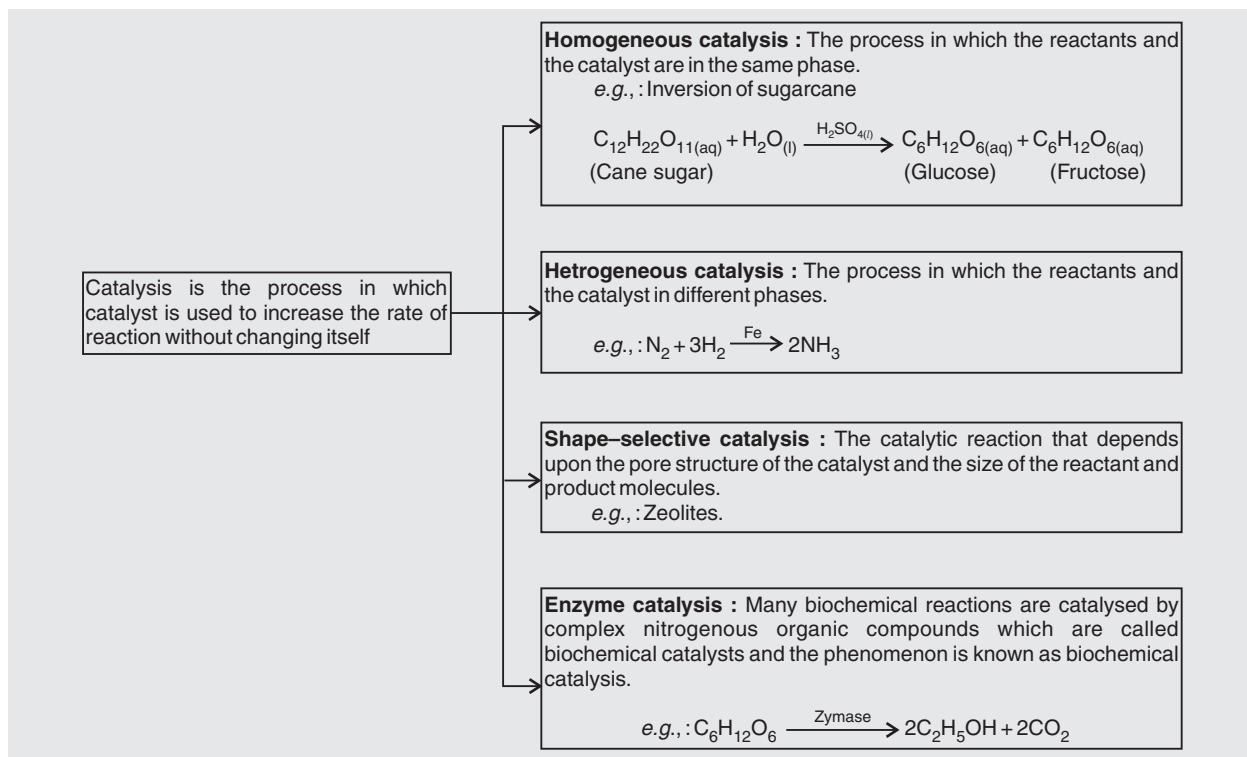 Homogeneous catalysis : The process in which the reactants and
the catalyst are in the same phase.
e.g., : Inversion of sugarcane
C12H22O11(aq) + H2O(l) H2SO4(l) → C6H12O6(aq) + C6H12O6(aq)
(Cane sugar) (Glucose) (Fructose)
Catalysis is the process in which
catalyst is used to increase the rate of
reaction without changing itself
Hetrogeneous catalysis : The process in which the reactants and
the catalyst in different phases.
e.g., : N2 + 3H2 Fe → 2NH3
Shape–selective catalysis : The catalytic reaction that depends
upon the pore structure of the catalyst and the size of the reactant and
product molecules.
e.g., : Zeolites.
Enzyme catalysis : Many biochemical reactions are catalysed by
complex nitrogenous organic compounds which are called
biochemical catalysts and the phenomenon is known as biochemical
catalysis.
e.g., : C6H12O6 Zymase → 2C2H5OH + 2CO2